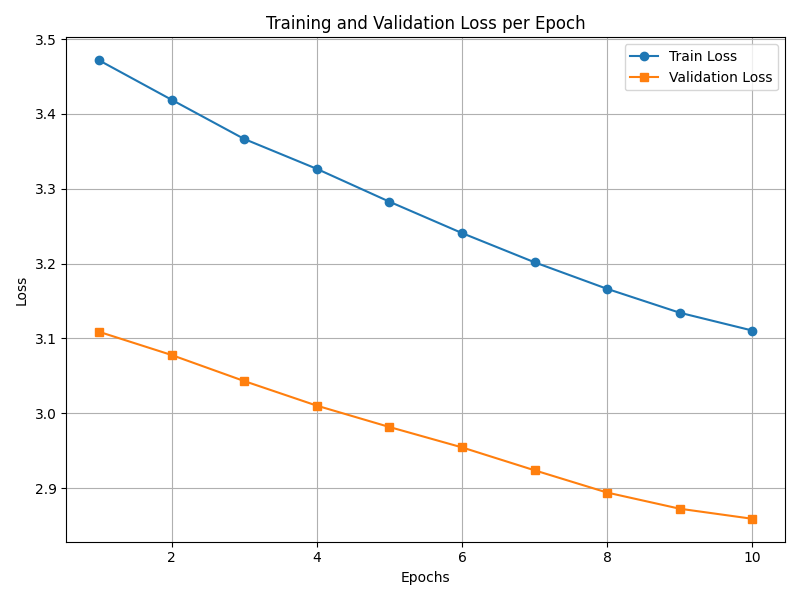 Training and Validation Loss per Epoch
Train Loss
Validation Loss
3.5
3.4
3.3
3.2
3.1
3.0
2.9
Loss
2 4 6 8 10
Epochs